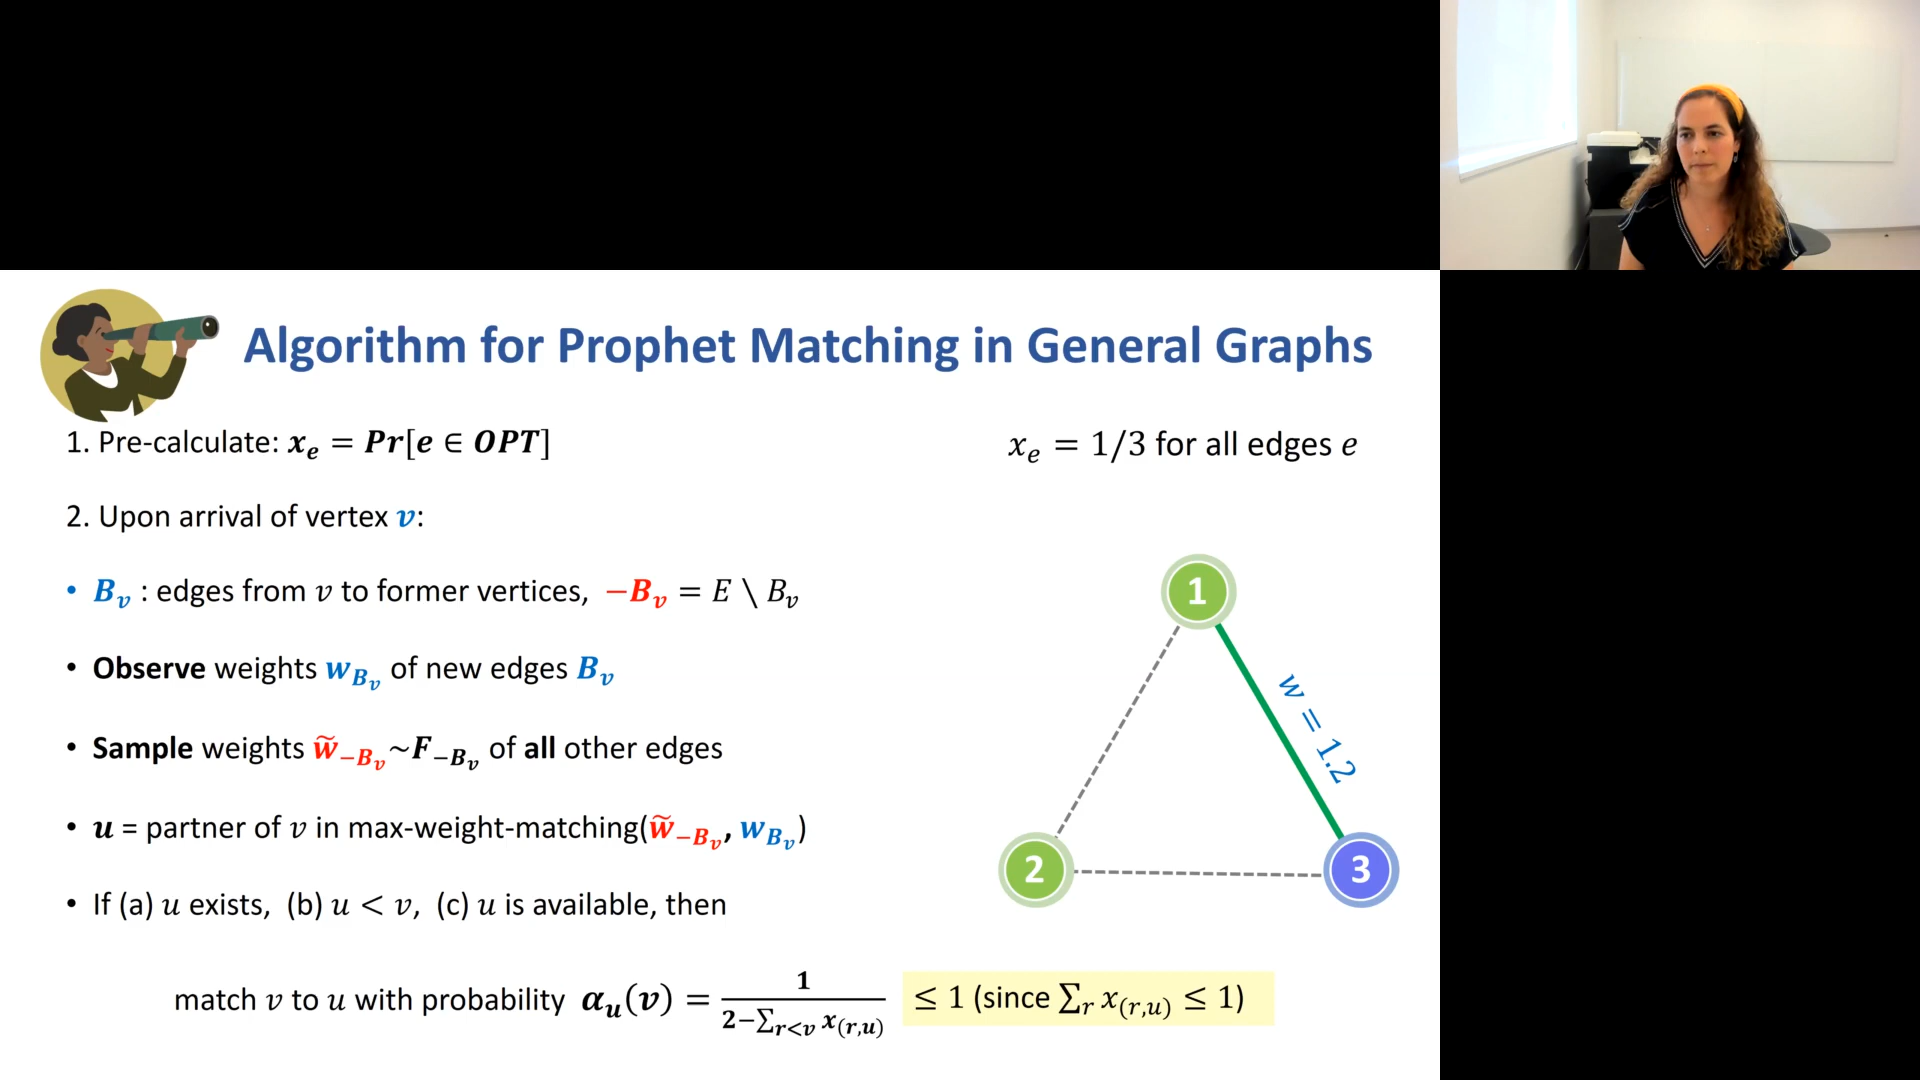 Algorithm for Prophet Matching in General Graphs
1. Pre-calculate: xₑ = Pr[e ∈ OPT]
xₑ = 1/3 for all edges e
2. Upon arrival of vertex v:
• B_v : edges from v to former vertices, −B_v = E \ B_v
• Observe weights w_{B_v} of new edges B_v
• Sample weights w̃_{−B_v}~F_{−B_v} of all other edges
• u = partner of v in max-weight-matching(w̃_{−B_v}, w_{B_v})
• If (a) u exists, (b) u < v, (c) u is available, then
match v to u with probability α_u(v) = 1/(2−∑_{r<v} x_{(r,u)}) ≤ 1 (since ∑_r x_{(r,u)} ≤ 1)
1
w = 1.2
2
3